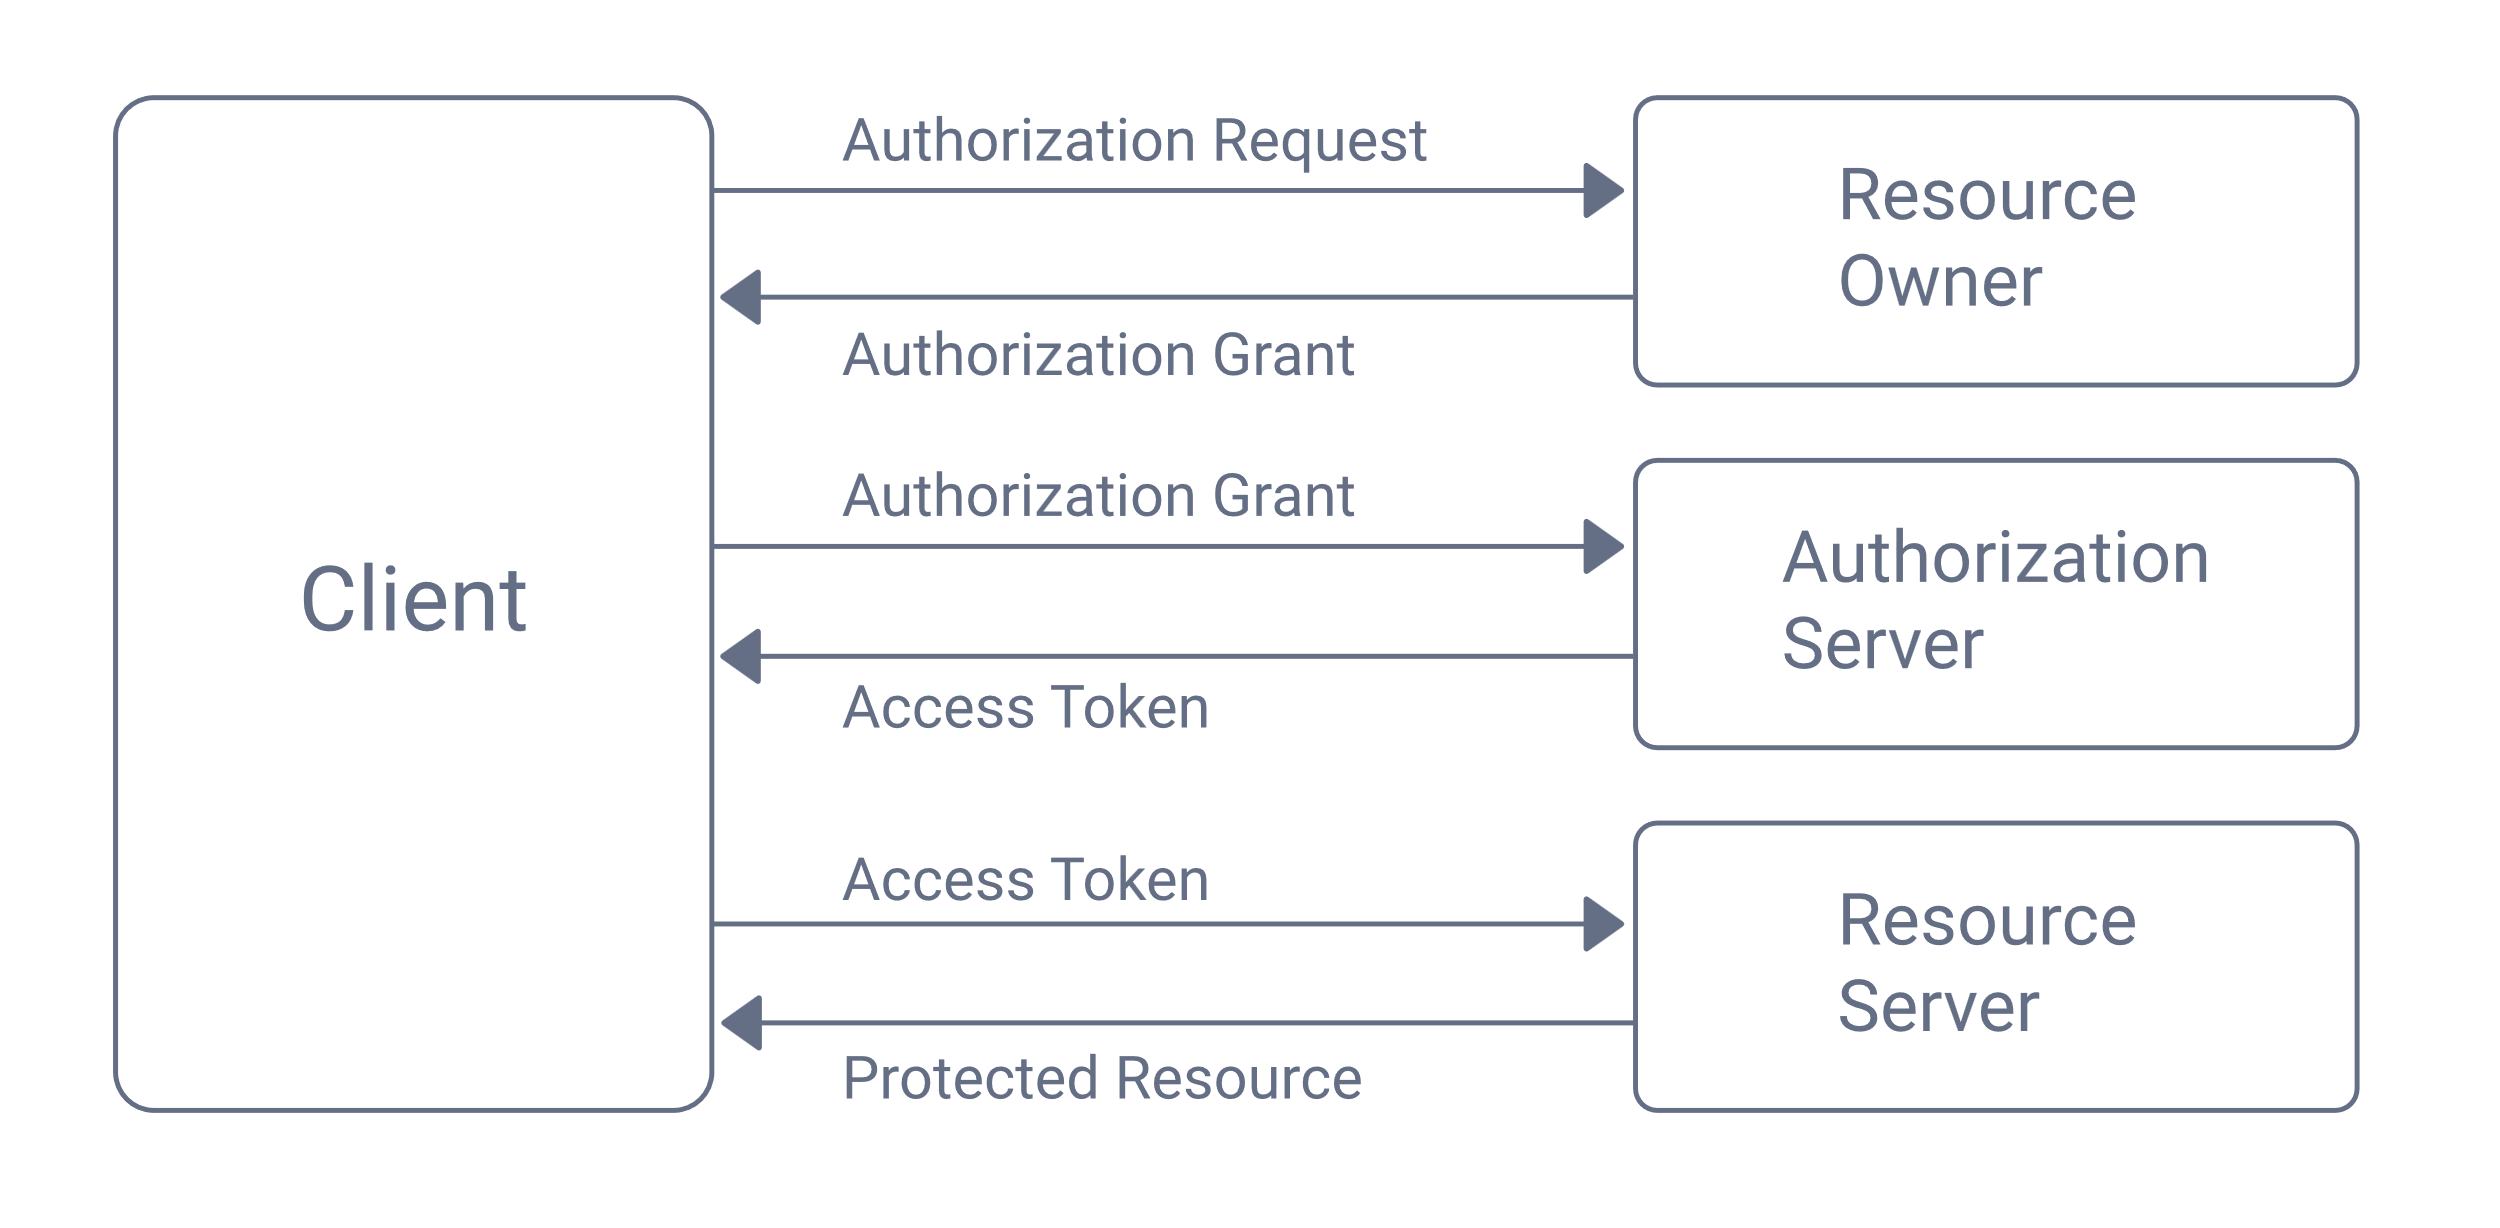 Client
Authorization Request
Authorization Grant
Resource
Owner
Authorization Grant
Access Token
Authorization
Server
Access Token
Protected Resource
Resource
Server